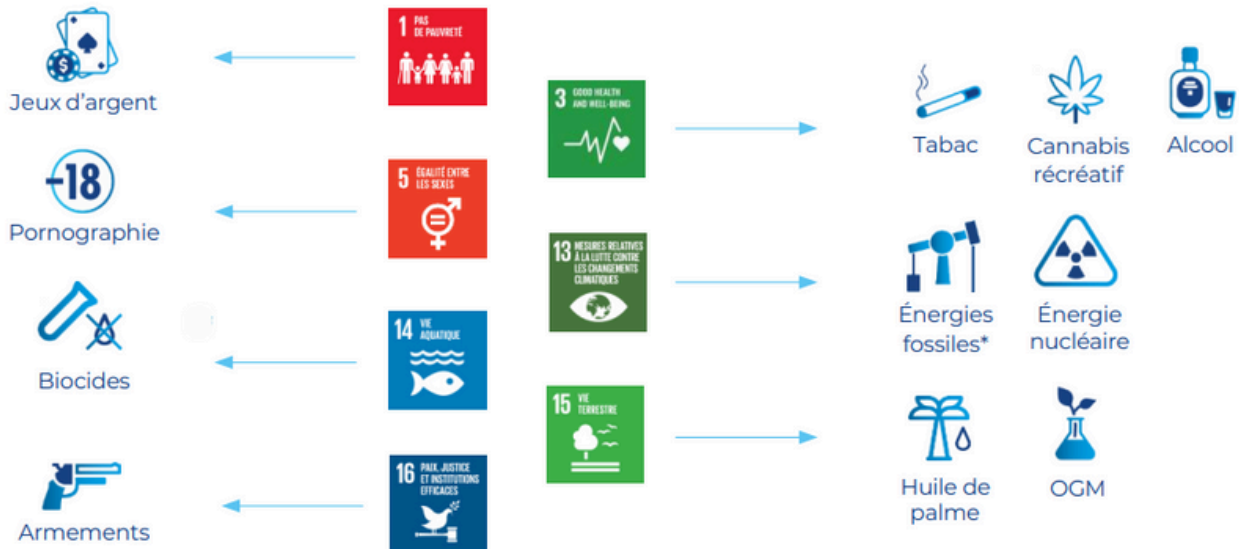 1 PAS
DE PAUVRETÉ
$
Jeux d'argent
3 GOOD HEALTH
AND WELL-BEING
Tabac
Cannabis
récréatif
Alcool
-18
Pornographie
5 ÉGALITÉ ENTRE
LES SEXES
13 MESURES RELATIVES
À LA LUTTE CONTRE
LES CHANGEMENTS
CLIMATIQUES
Énergies
fossiles*
Énergie
nucléaire
Biocides
14 VIE
AQUATIQUE
15 VIE
TERRESTRE
Huile de
palme
OGM
Armements
16 PAIX, JUSTICE
ET INSTITUTIONS
EFFICACES